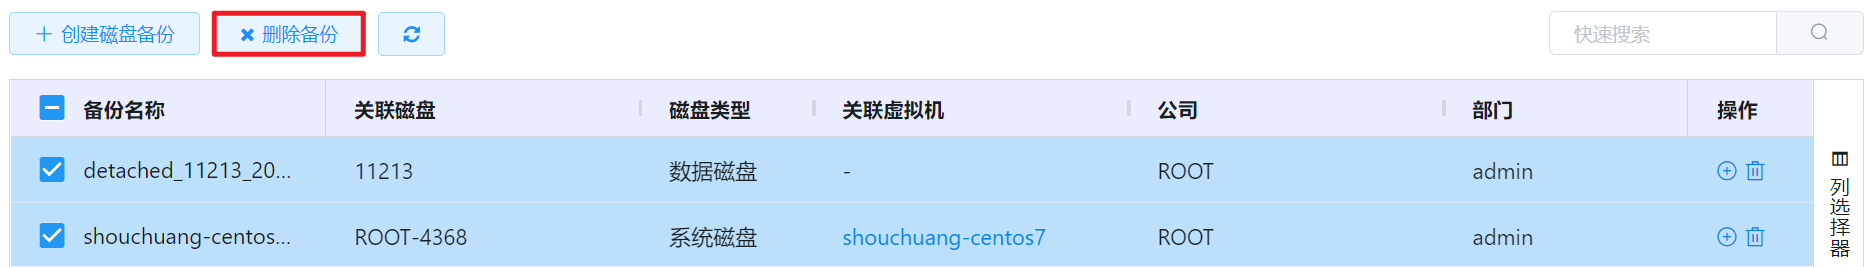 创建磁盘备份 删除备份 快速搜索
备份名称 关联磁盘 磁盘类型 关联虚拟机 公司 部门 操作
detached_11213_20... 11213 数据磁盘 - ROOT admin
shouchuang-centos... ROOT-4368 系统磁盘 shouchuang-centos7 ROOT admin
列选择器